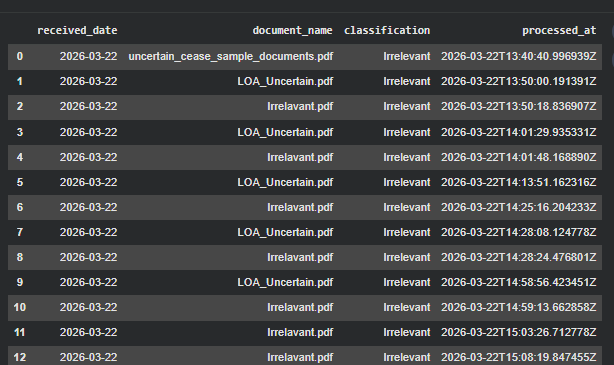 received_date document_name classification processed_at
0 2026-03-22 uncertain_cease_sample_documents.pdf Irrelevant 2026-03-22T13:40:40.996939Z
1 2026-03-22 LOA_Uncertain.pdf Irrelevant 2026-03-22T13:50:00.191391Z
2 2026-03-22 Irrelavant.pdf Irrelevant 2026-03-22T13:50:18.836907Z
3 2026-03-22 LOA_Uncertain.pdf Irrelevant 2026-03-22T14:01:29.935331Z
4 2026-03-22 Irrelavant.pdf Irrelevant 2026-03-22T14:01:48.168890Z
5 2026-03-22 LOA_Uncertain.pdf Irrelevant 2026-03-22T14:13:51.162316Z
6 2026-03-22 Irrelavant.pdf Irrelevant 2026-03-22T14:25:16.204233Z
7 2026-03-22 LOA_Uncertain.pdf Irrelevant 2026-03-22T14:28:08.124778Z
8 2026-03-22 Irrelavant.pdf Irrelevant 2026-03-22T14:28:24.476801Z
9 2026-03-22 LOA_Uncertain.pdf Irrelevant 2026-03-22T14:58:56.423451Z
10 2026-03-22 Irrelavant.pdf Irrelevant 2026-03-22T14:59:13.662858Z
11 2026-03-22 Irrelavant.pdf Irrelevant 2026-03-22T15:03:26.712778Z
12 2026-03-22 Irrelavant.pdf Irrelevant 2026-03-22T15:08:19.847455Z